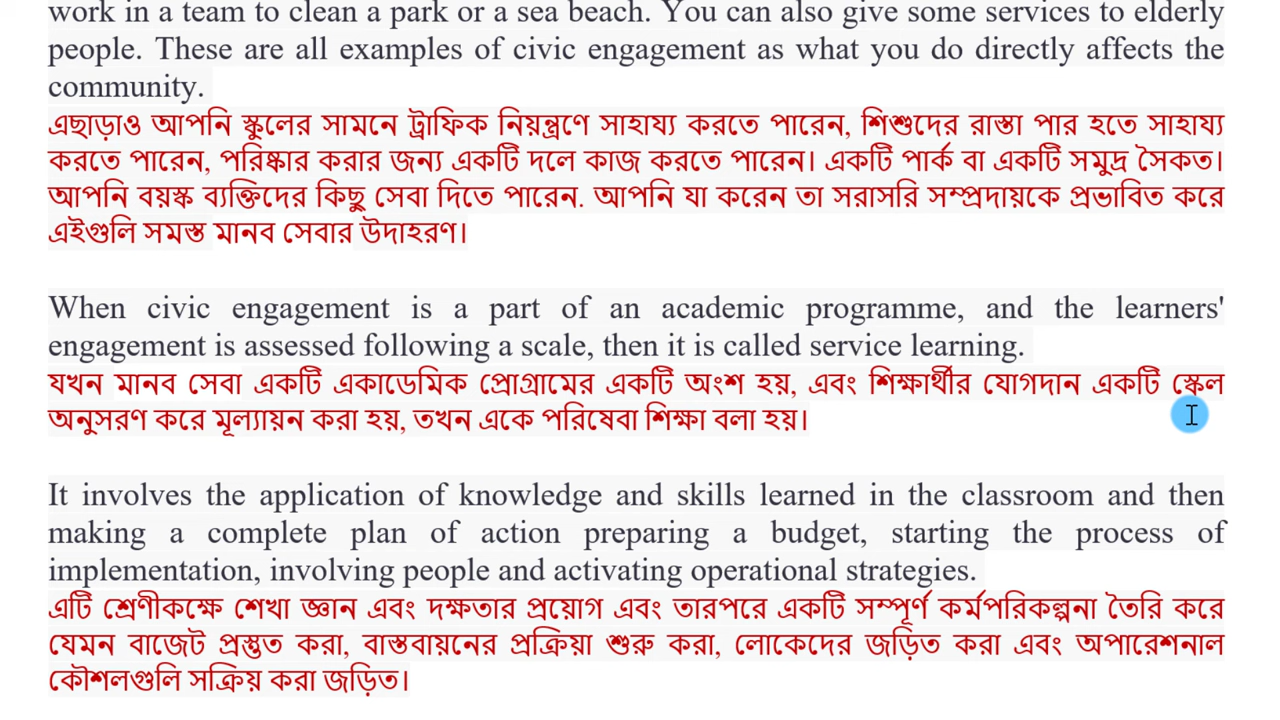 work in a team to clean a park or a sea beach. You can also give some services to elderly
people. These are all examples of civic engagement as what you do directly affects the
community.
এছাড়াও আপনি স্কুলের সামনে ট্রাফিক নিয়ন্ত্রণে সাহায্য করতে পারেন, শিশুদের রাস্তা পার হতে সাহায্য
করতে পারেন, পরিষ্কার করার জন্য একটি দলে কাজ করতে পারেন। একটি পার্ক বা একটি সমুদ্র সৈকত।
আপনি বয়স্ক ব্যক্তিদের কিছু সেবা দিতে পারেন. আপনি যা করেন তা সরাসরি সম্প্রদায়কে প্রভাবিত করে
এইগুলি সমস্ত মানব সেবার উদাহরণ।
When civic engagement is a part of an academic programme, and the learners'
engagement is assessed following a scale, then it is called service learning.
যখন মানব সেবা একটি একাডেমিক প্রোগ্রামের একটি অংশ হয়, এবং শিক্ষার্থীর যোগদান একটি স্কেল
অনুসরণ করে মূল্যায়ন করা হয়, তখন একে পরিষেবা শিক্ষা বলা হয়।
It involves the application of knowledge and skills learned in the classroom and then
making a complete plan of action preparing a budget, starting the process of
implementation, involving people and activating operational strategies.
এটি শ্রেণীকক্ষে শেখা জ্ঞান এবং দক্ষতার প্রয়োগ এবং তারপরে একটি সম্পূর্ণ কর্মপরিকল্পনা তৈরি করে
যেমন বাজেট প্রস্তুত করা, বাস্তবায়নের প্রক্রিয়া শুরু করা, লোকেদের জড়িত করা এবং অপারেশনাল
কৌশলগুলি সক্রিয় করা জড়িত।